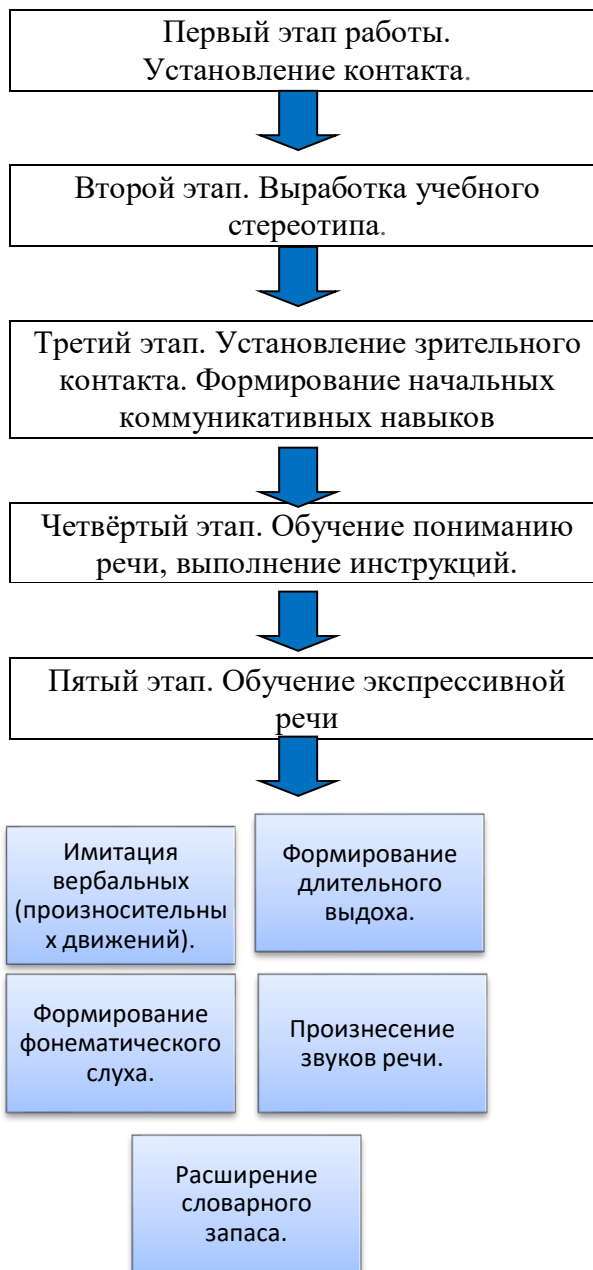 Первый этап работы.
Установление контакта.
Второй этап. Выработка учебного
стереотипа.
Третий этап. Установление зрительного
контакта. Формирование начальных
коммуникативных навыков
Четвёртый этап. Обучение пониманию
речи, выполнение инструкций.
Пятый этап. Обучение экспрессивной
речи
Имитация
вербальных
(произносительны
х движений).
Формирование
длительного
выдоха.
Формирование
фонематического
слуха.
Произнесение
звуков речи.
Расширение
словарного
запаса.